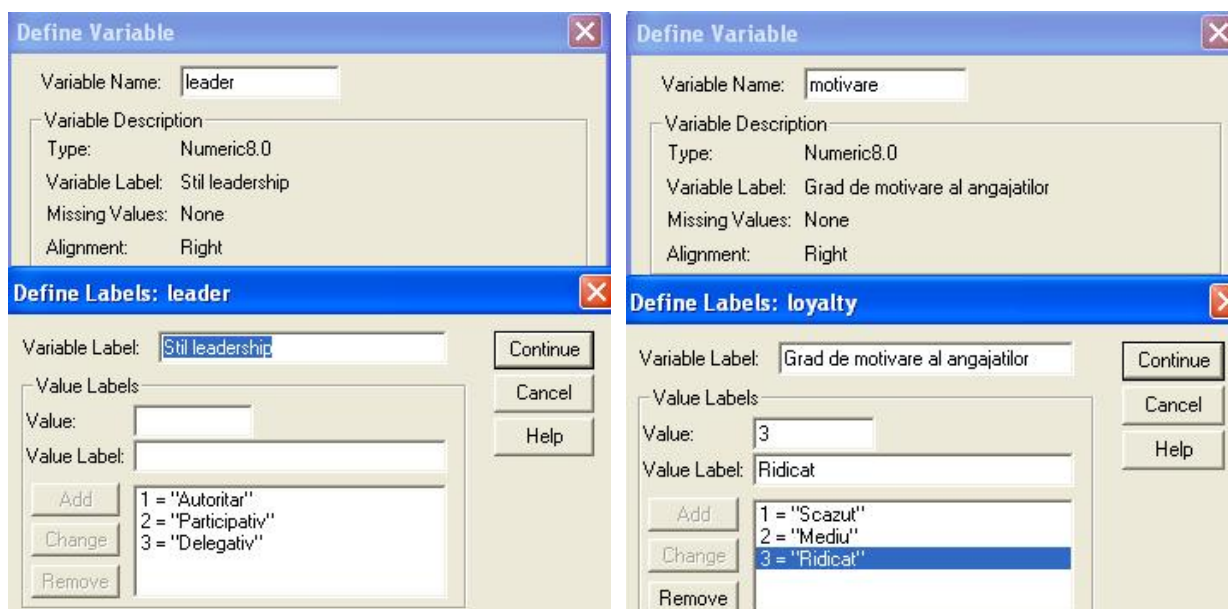 Define Variable
Variable Name: leader
Variable Description
Type: Numeric8.0
Variable Label: Stil leadership
Missing Values: None
Alignment: Right
Define Labels: leader
Variable Label: Stil leadership
Continue
Value Labels
Cancel
Value:
Help
Value Label:
Add
1 = "Autoritar"
2 = "Participativ"
Change
3 = "Delegativ"
Remove
Define Variable
Variable Name: motivare
Variable Description
Type: Numeric8.0
Variable Label: Grad de motivare al angajatilor
Missing Values: None
Alignment: Right
Define Labels: loyalty
Variable Label: Grad de motivare al angajatilor
Continue
Value Labels
Cancel
Value: 3
Help
Value Label: Ridicat
Add
1 = "Scazut"
2 = "Mediu"
Change
3 = "Ridicat"
Remove